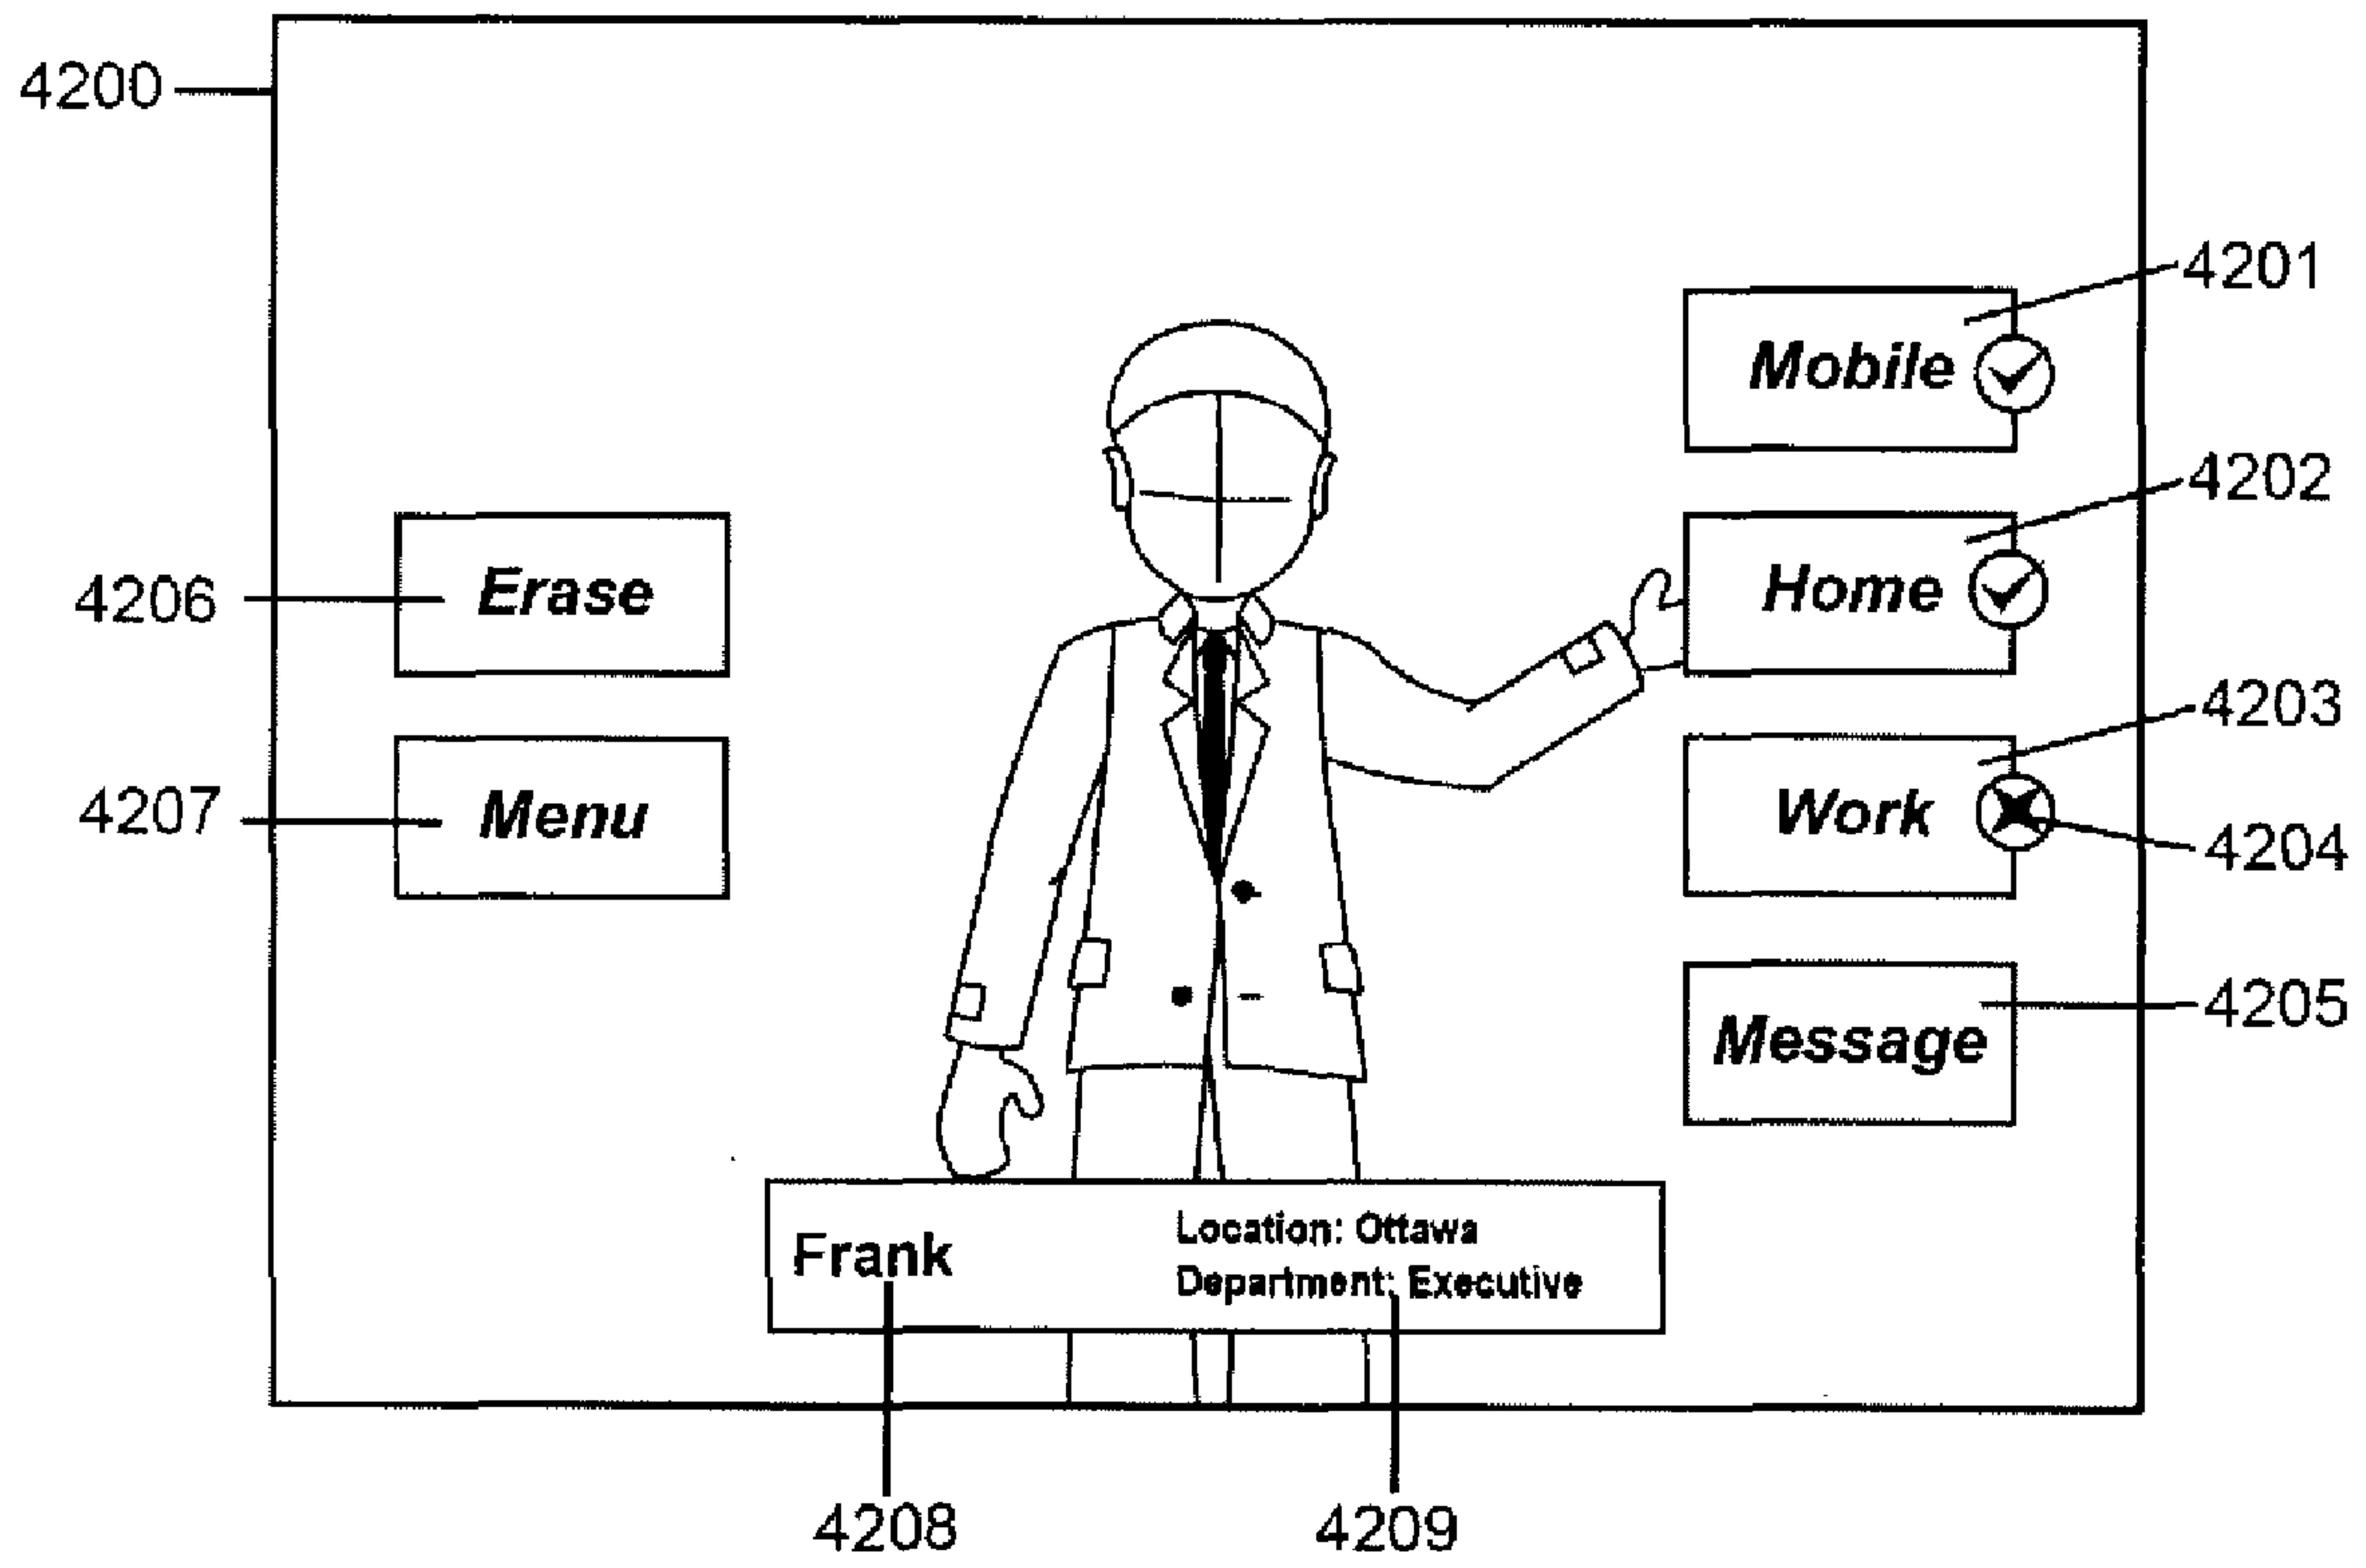 4200
4201
Mobile
4202
Erase
Home
4206
4203
Menu
Work
4207
4204
Message
4205
Frank
Location: Ottawa
Department: Executive
4208
4209